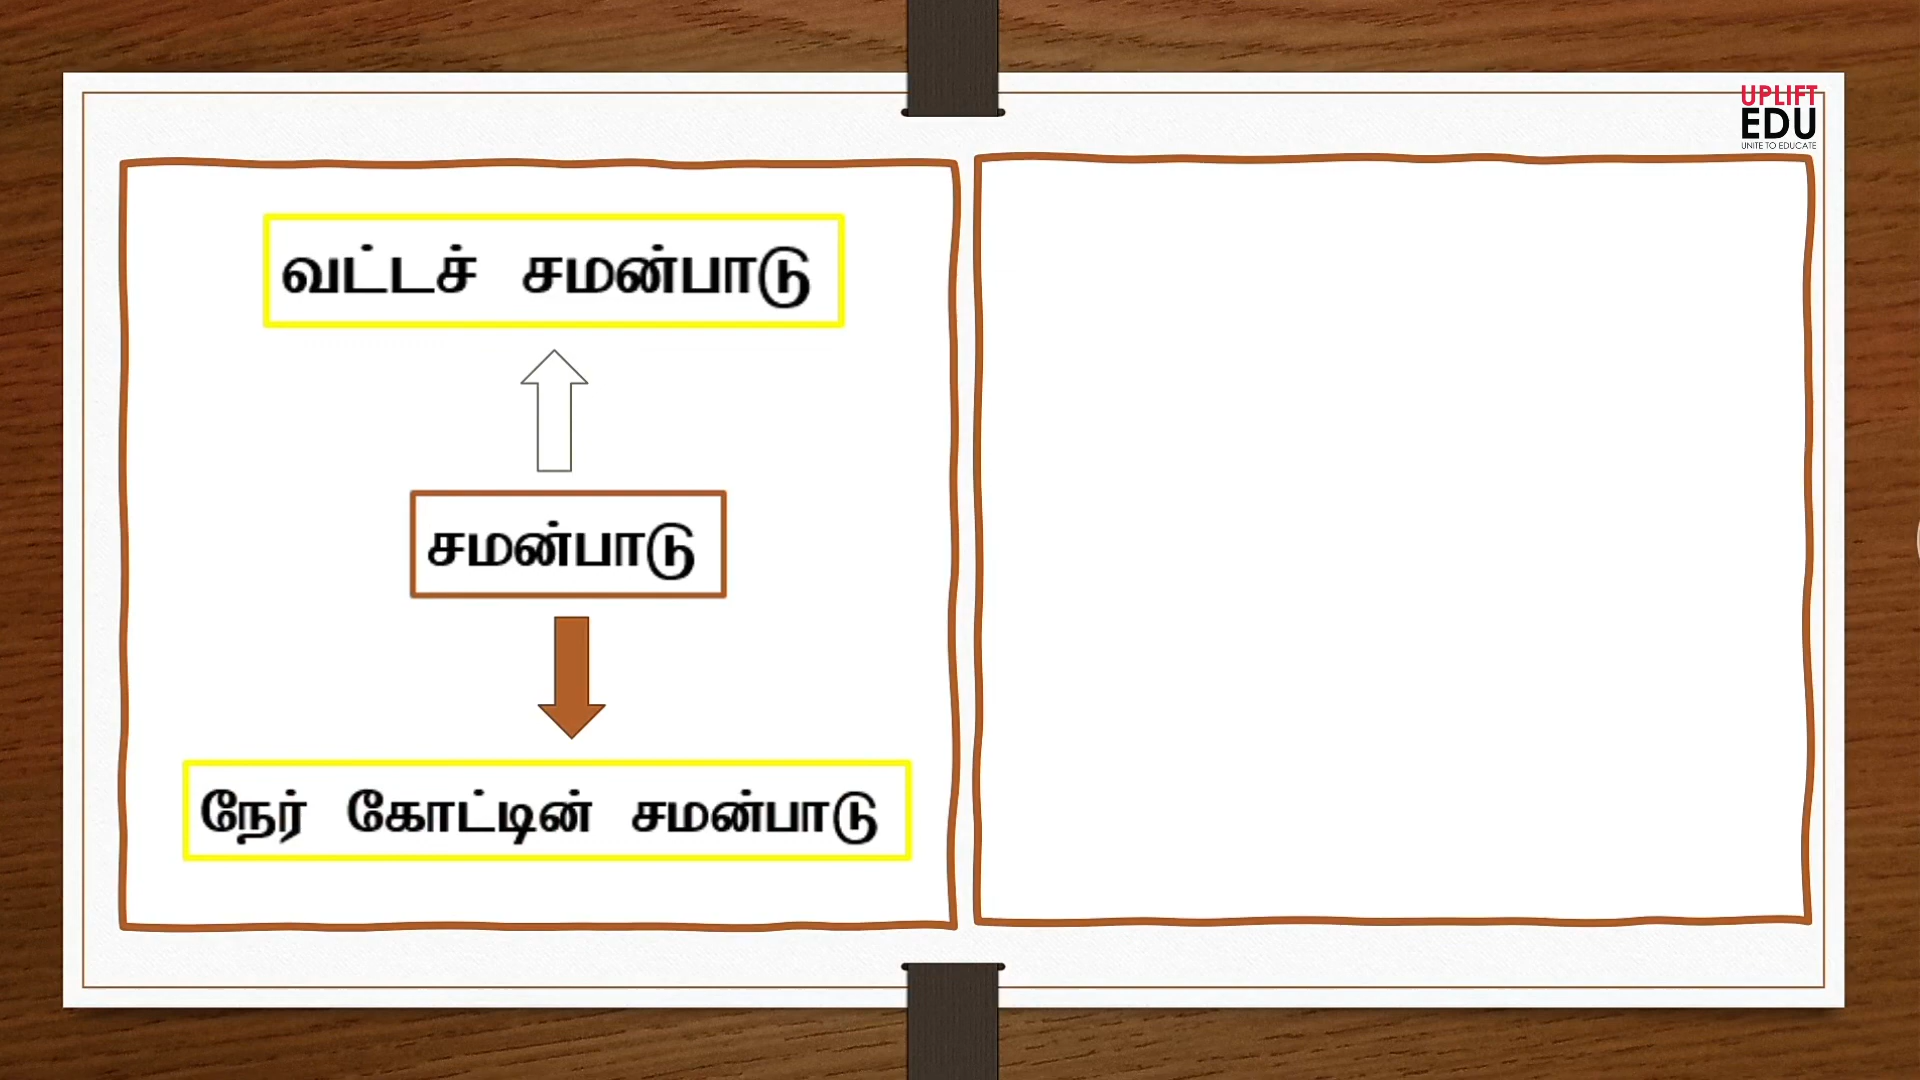 UPLIFT
EDU
UNITE TO EDUCATE
வட்டச் சமன்பாடு
சமன்பாடு
நேர் கோட்டின் சமன்பாடு